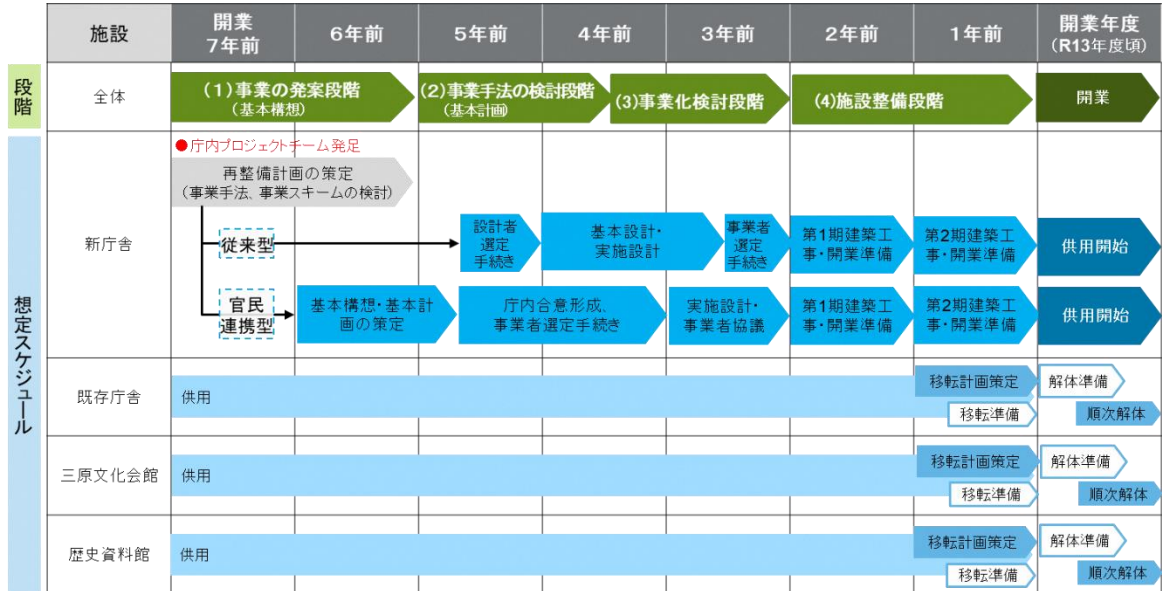 施設
開業
7年前
6年前
5年前
4年前
3年前
2年前
1年前
開業年度
(R13年度頃)
段階
全体
(1)事業の発案段階
(基本構想)
(2)事業手法の検討段階
(基本計画)
(3)事業化検討段階
(4)施設整備段階
開業
想定スケジュール
新庁舎
●庁内プロジェクトチーム発足
再整備計画の策定
(事業手法、事業スキームの検討)
従来型
設計者
選定
手続き
基本設計・
実施設計
事業者
選定
手続き
第1期建築工
事・開業準備
第2期建築工
事・開業準備
供用開始
官民
連携型
基本構想・基本計
画の策定
庁内合意形成、
事業者選定手続き
実施設計・
事業者協議
第1期建築工
事・開業準備
第2期建築工
事・開業準備
供用開始
既存庁舎
供用
移転計画策定
解体準備
移転準備
順次解体
三原文化会館
供用
移転計画策定
解体準備
移転準備
順次解体
歴史資料館
供用
移転計画策定
解体準備
移転準備
順次解体